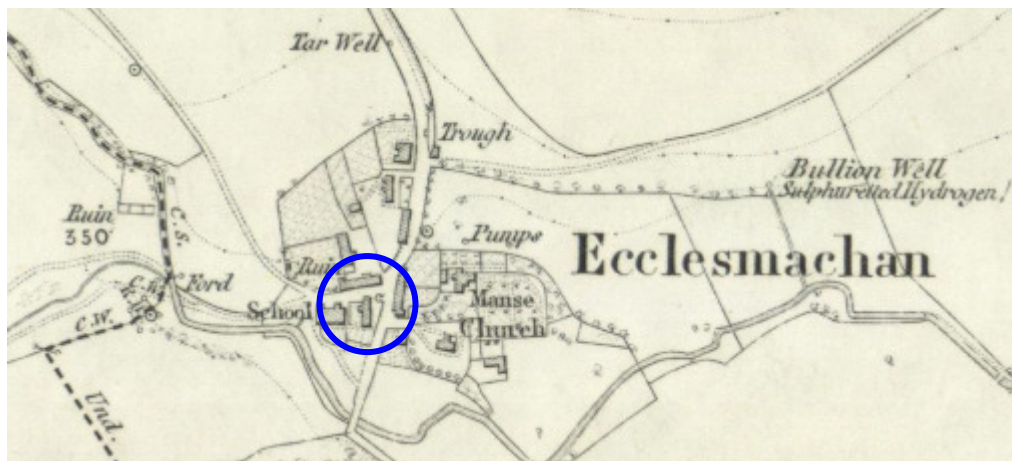 Tar Well
Trough
Bullion Well
Sulphuretted Hydrogen
Ruin
350
C.S.
Pumps
Ecclesmachan
Ford
Ruin
School
Manse
Church
C.W.
Und.